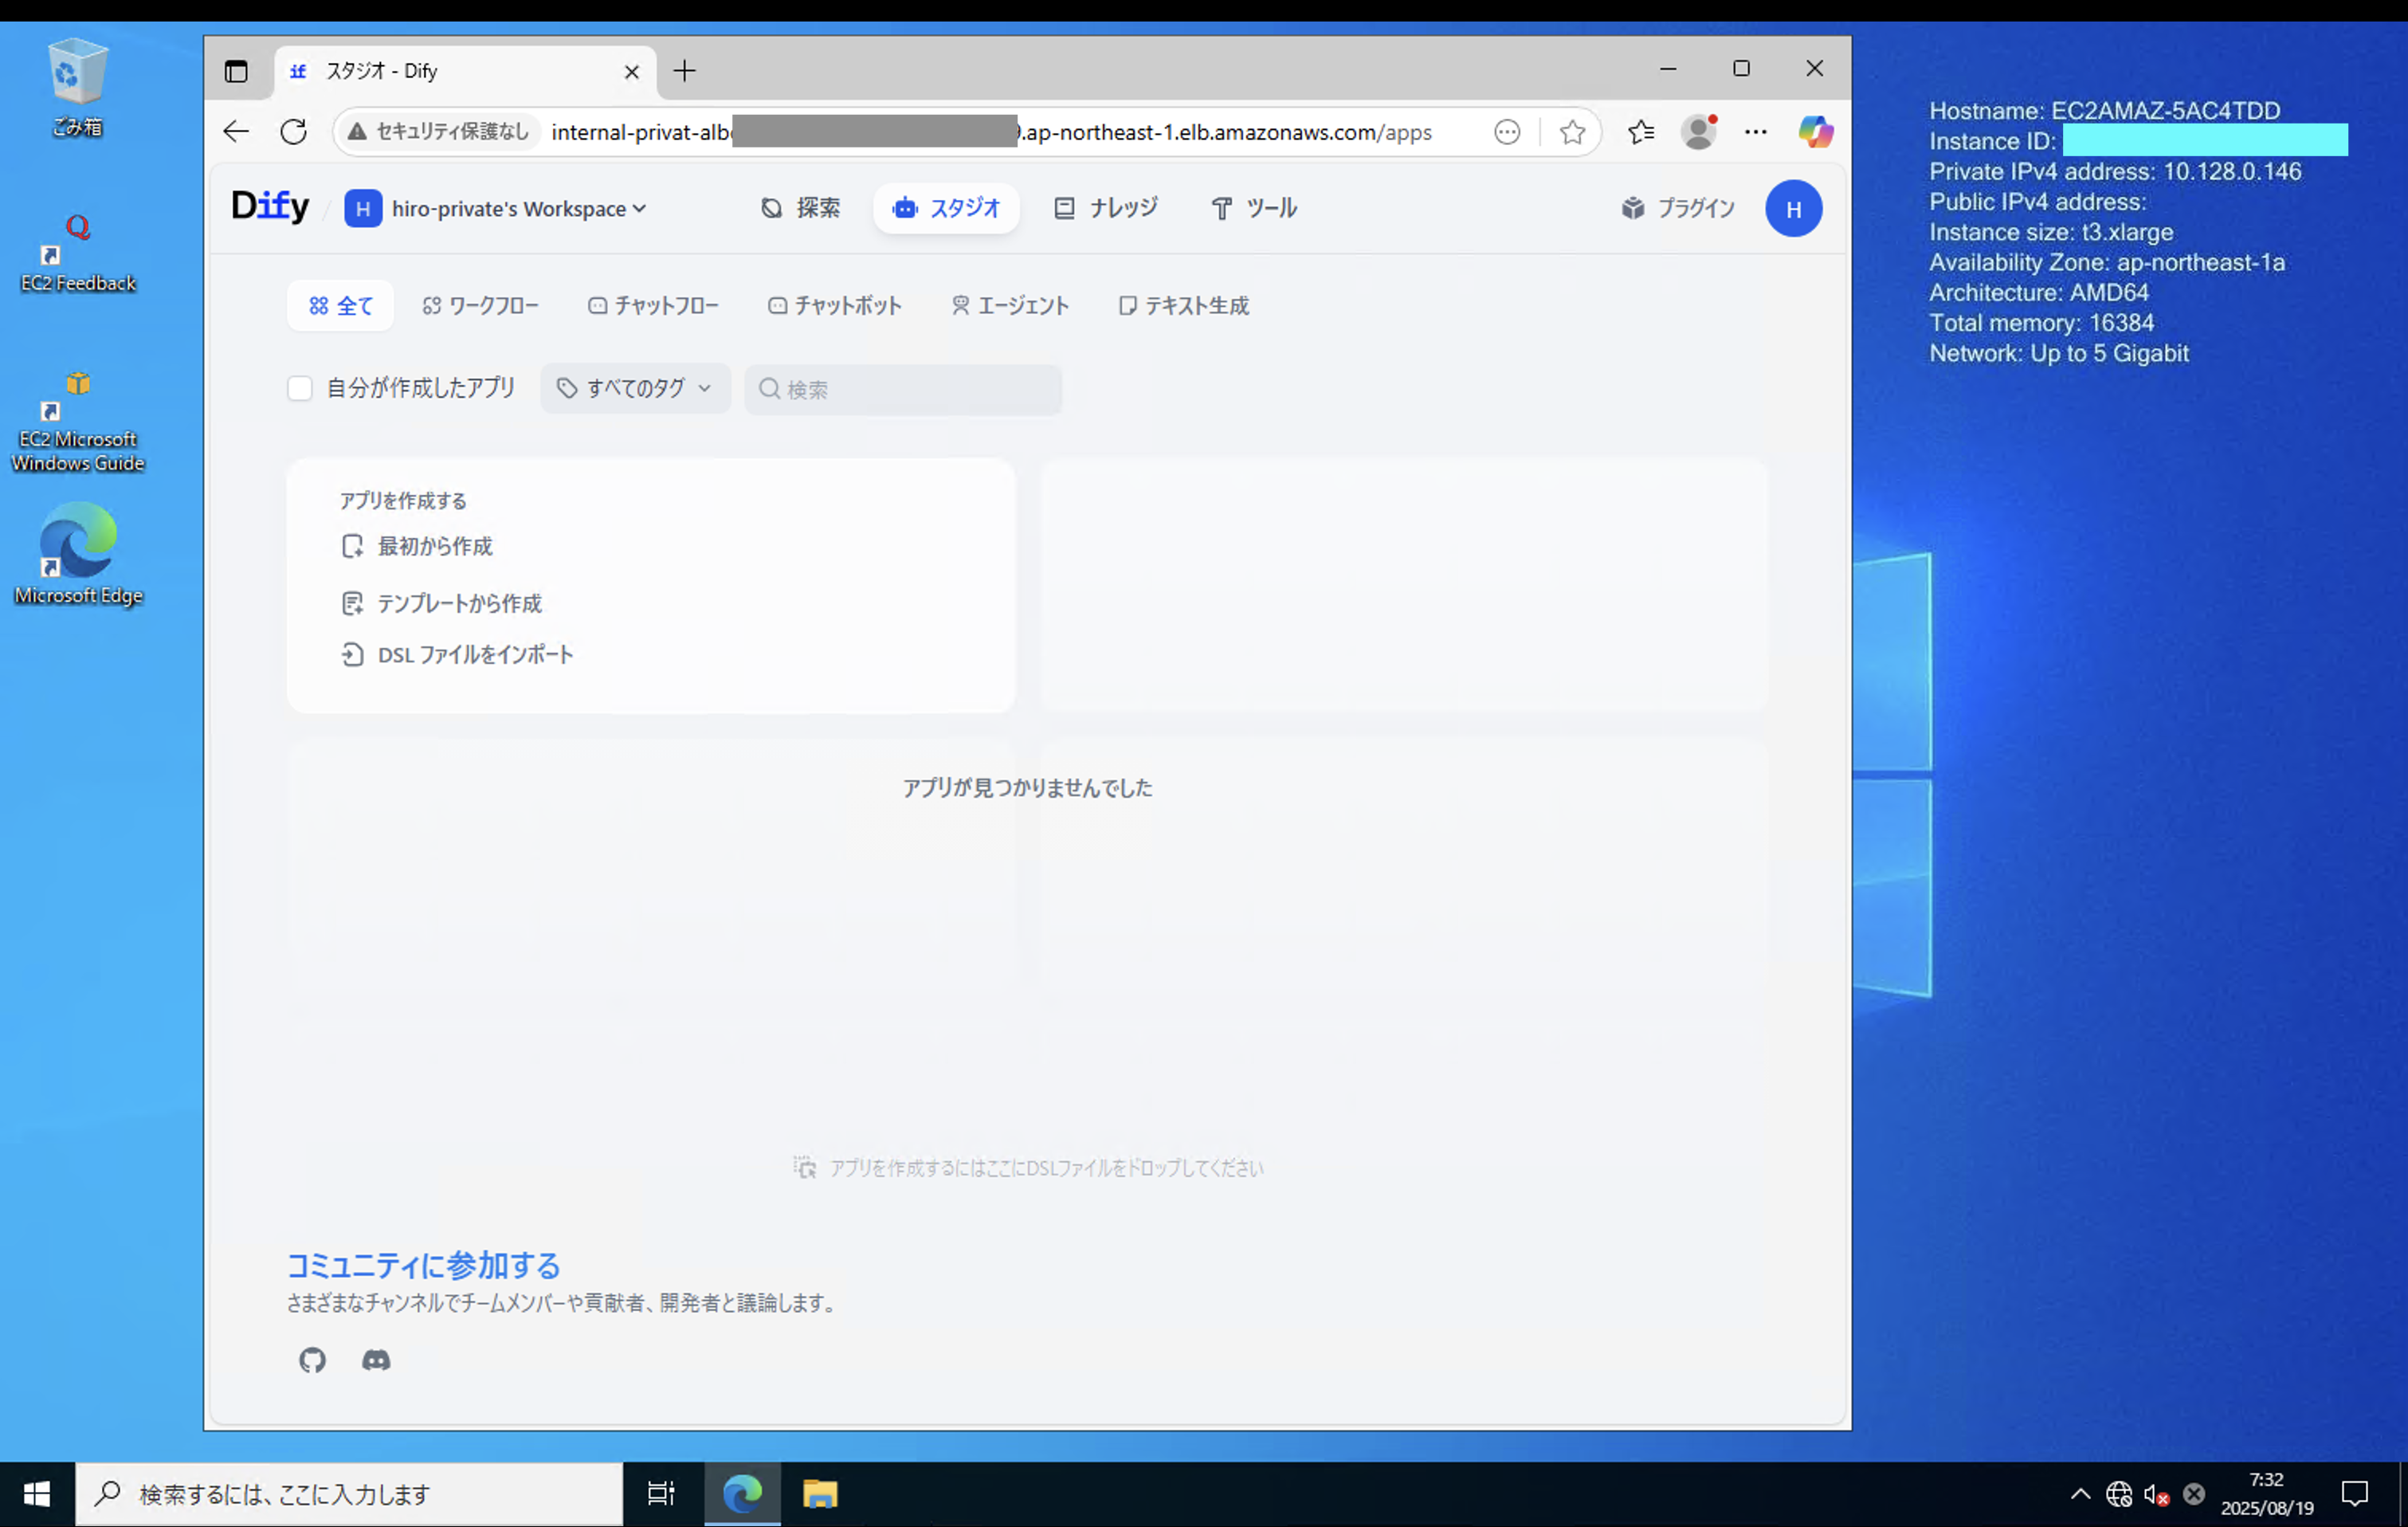 ごみ箱
EC2 Feedback
EC2 Microsoft
Windows Guide
Microsoft Edge
スタジオ - Dify
セキュリティ保護なし
internal-privat-alb
.ap-northeast-1.elb.amazonaws.com/apps
Dify / H hiro-private's Workspace
探索
スタジオ
ナレッジ
ツール
プラグイン
H
全て
ワークフロー
チャットフロー
チャットボット
エージェント
テキスト生成
自分が作成したアプリ
すべてのタグ
検索
アプリを作成する
最初から作成
テンプレートから作成
DSL ファイルをインポート
アプリが見つかりませんでした
アプリを作成するにはここにDSLファイルをドロップしてください
コミュニティに参加する
さまざまなチャンネルでチームメンバーや貢献者、開発者と議論します。
Hostname: EC2AMAZ-5AC4TDD
Instance ID:
Private IPv4 address: 10.128.0.146
Public IPv4 address:
Instance size: t3.xlarge
Availability Zone: ap-northeast-1a
Architecture: AMD64
Total memory: 16384
Network: Up to 5 Gigabit
検索するには、ここに入力します
7:32
2025/08/19